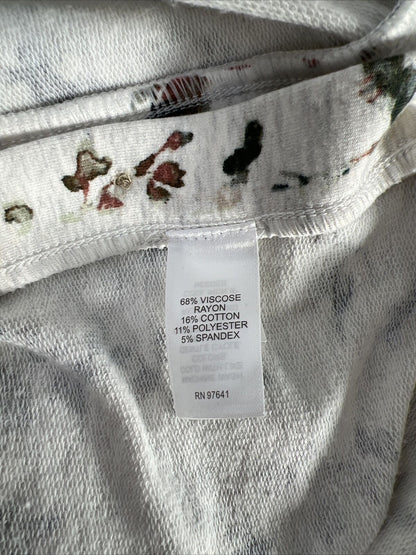 68% VISCOSE
RAYON
16% COTTON
11% POLYESTER
5% SPANDEX
RN 97641